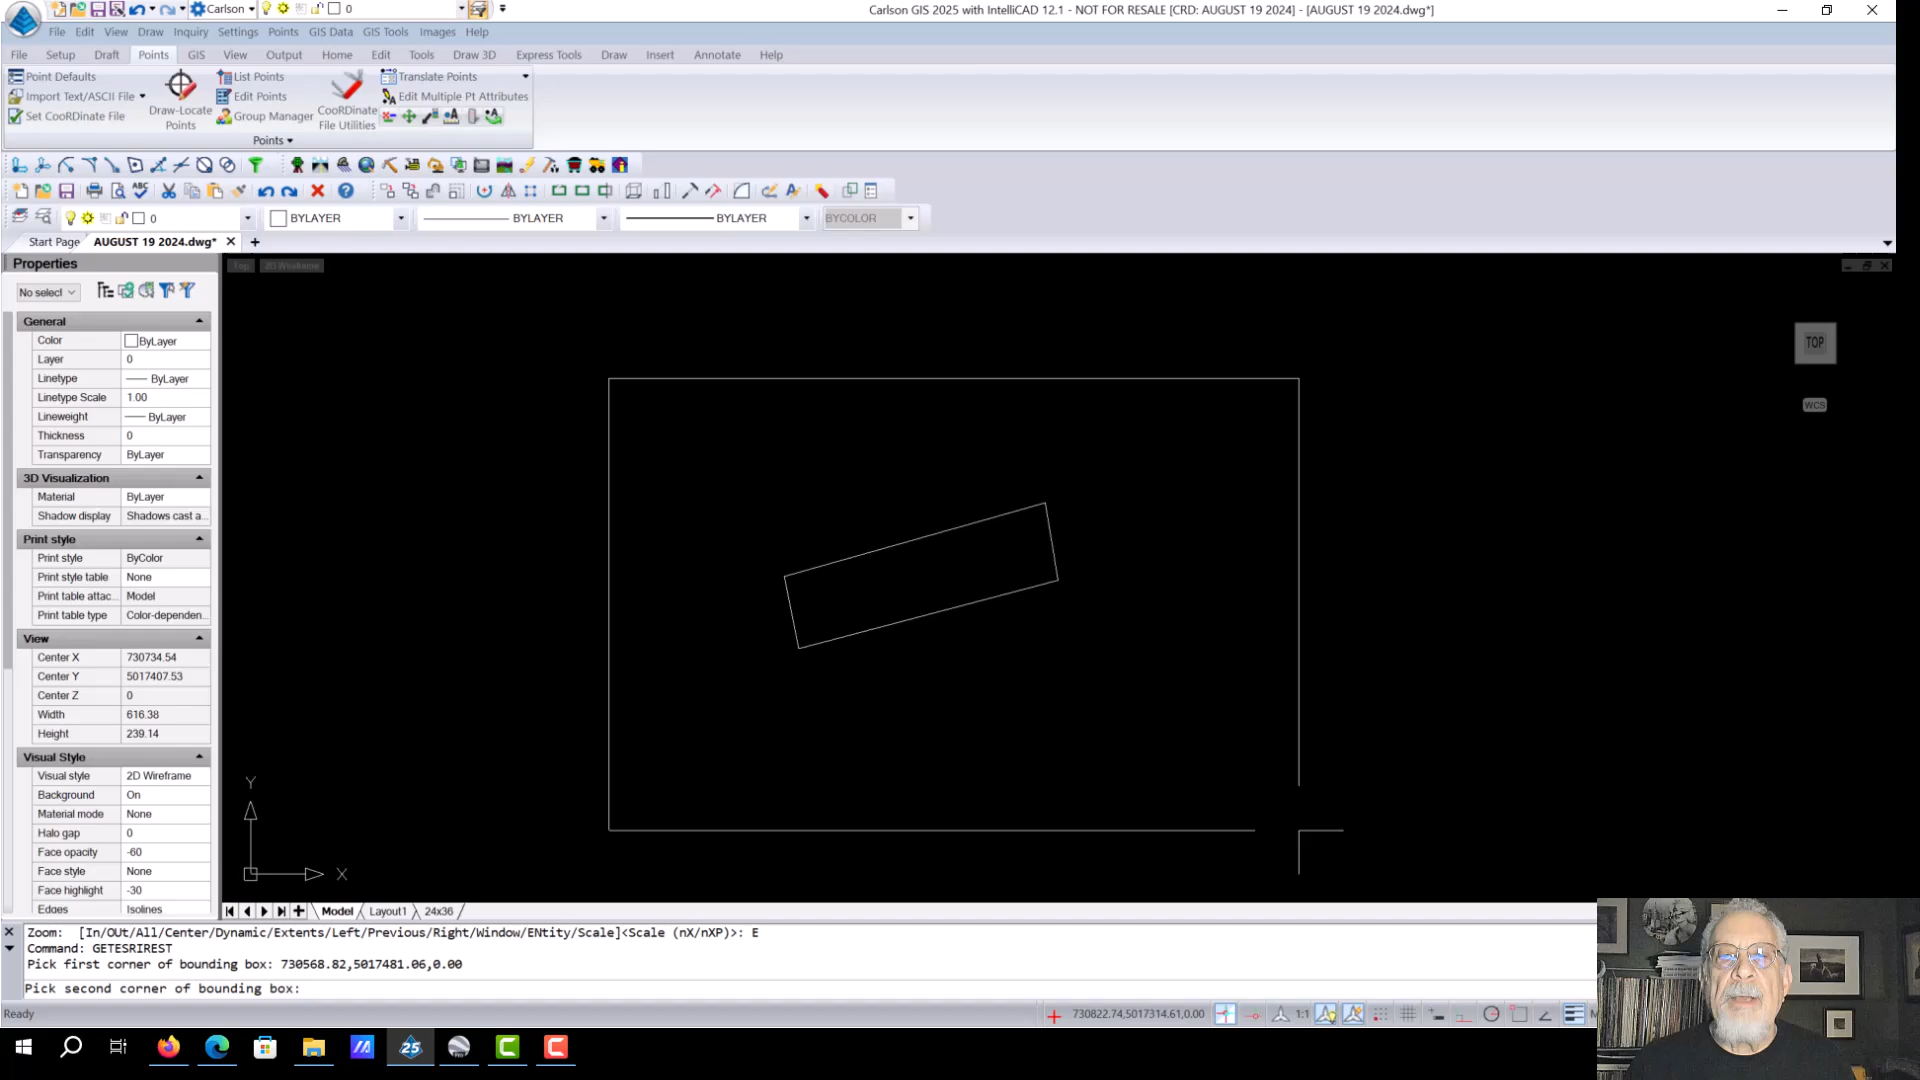 Carlson
0
Carlson GIS 2025 with IntelliCAD 12.1 - NOT FOR RESALE [CRD: AUGUST 19 2024] - [AUGUST 19 2024.dwg*]
File Edit View Draw Inquiry Settings Points GIS Data GIS Tools Images Help
File Setup Draft Points GIS View Output Home Edit Tools Draw 3D Express Tools Draw Insert Annotate Help
Point Defaults
Import Text/ASCII File
Set CooRDinate File
Draw-Locate
Points
List Points
Edit Points
Group Manager
CooRDinate
File Utilities
Translate Points
Edit Multiple Pt Attributes
Points
ABC
0 BYLAYER BYLAYER BYLAYER BYCOLOR
Start Page AUGUST 19 2024.dwg*
Properties
Top 2D Wireframe
No select
General
Color ByLayer
Layer 0
Linetype ByLayer
Linetype Scale 1.00
Lineweight ByLayer
Thickness 0
Transparency ByLayer
3D Visualization
Material ByLayer
Shadow display Shadows cast a...
Print style
Print style ByColor
Print style table None
Print table attac... Model
Print table type Color-dependen...
View
Center X 730734.54
Center Y 5017407.53
Center Z 0
Width 616.38
Height 239.14
Visual Style
Visual style 2D Wireframe
Background On
Material mode None
Halo gap 0
Face opacity -60
Face style None
Face highlight -30
Edges Isolines
TOP
WCS
Y
X
Model Layout1 24x36
Zoom: [In/OUt/All/Center/Dynamic/Extents/Left/Previous/Right/Window/ENtity/Scale]<Scale (nX/nXP)>: E
Command: GETESRIREST
Pick first corner of bounding box: 730568.82,5017481.06,0.00
Pick second corner of bounding box:
Ready
730822.74,5017314.61,0.00
1:1
25